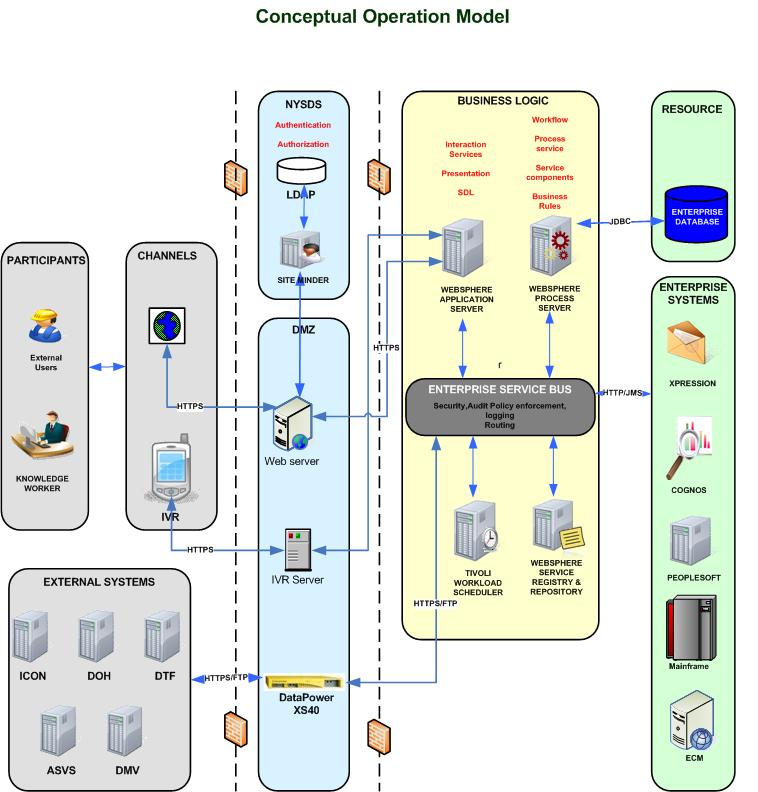 Conceptual Operation Model
NYSDS
Authentication
Authorization
LDAP
SITE MINDER
BUSINESS LOGIC
Interaction
Services
Presentation
SDL
Workflow
Process
service
Service
components
Business
Rules
WEBSPHERE
APPLICATION
SERVER
WEBSPHERE
PROCESS
SERVER
JDBC
RESOURCE
ENTERPRISE
DATABASE
PARTICIPANTS
External
Users
KNOWLEDGE
WORKER
CHANNELS
IVR
HTTPS
HTTPS
DMZ
Web server
IVR Server
DataPower
XS40
HTTPS
r
ENTERPRISE SERVICE BUS
Security,Audit Policy enforcement,
logging
Routing
HTTP/JMS
TIVOLI
WORKLOAD
SCHEDULER
WEBSPHERE
SERVICE
REGISTRY &
REPOSITORY
HTTPS/FTP
ENTERPRISE
SYSTEMS
XPRESSION
COGNOS
PEOPLESOFT
Mainframe
ECM
EXTERNAL SYSTEMS
ICON
DOH
DTF
ASVS
DMV
HTTPS/FTP